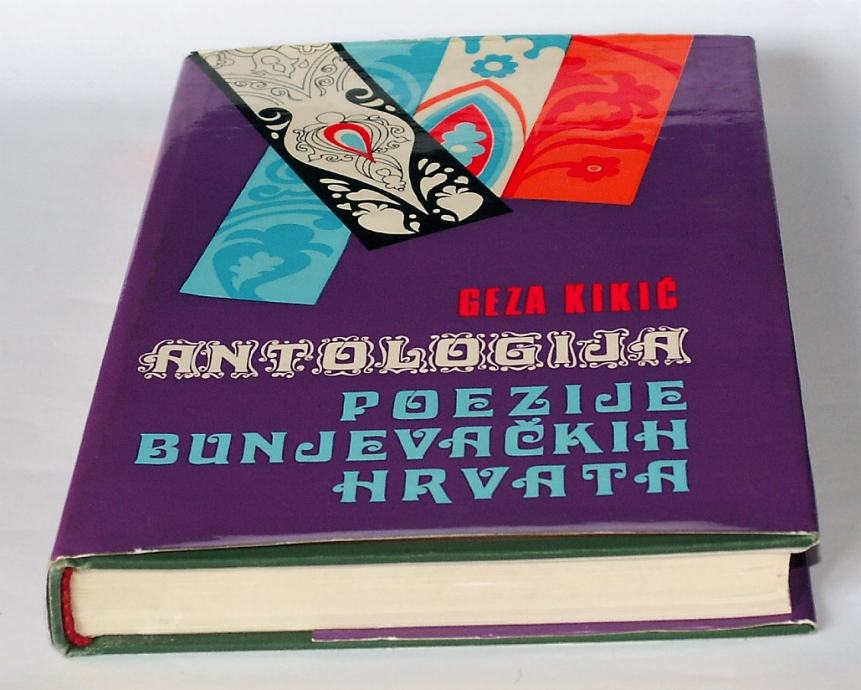 GEZA KIKIĆ
ANTOLOGIJA
POEZIJE
BUNJEVAČKIH
HRVATA